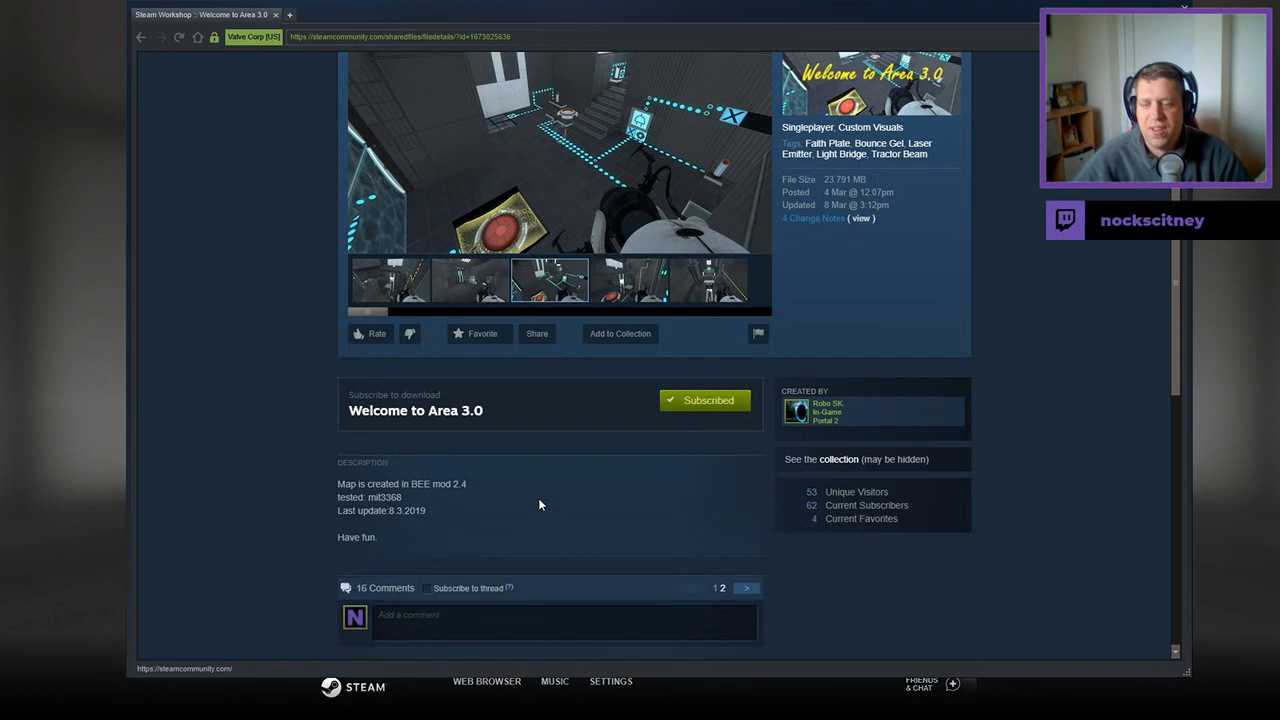 Steam Workshop :: Welcome to Area 3.0
Valve Corp [US]
https://steamcommunity.com/sharedfiles/filedetails/?id=1673025636
Welcome to Area 3.0
Singleplayer, Custom Visuals
Tags: Faith Plate, Bounce Gel, Laser
Emitter, Light Bridge, Tractor Beam
File Size 23.791 MB
Posted 4 Mar @ 12:07pm
Updated 8 Mar @ 3:12pm
4 Change Notes ( view )
nockscitney
Rate
Favorite
Share
Add to Collection
Subscribe to download
Welcome to Area 3.0
Subscribed
CREATED BY
Robo SK.
In-Game
Portal 2
See the collection (may be hidden)
53 Unique Visitors
62 Current Subscribers
4 Current Favorites
DESCRIPTION
Map is created in BEE mod 2.4
tested: mit3368
Last update:8.3.2019
Have fun.
16 Comments
Subscribe to thread (?)
1 2 >
N
Add a comment
https://steamcommunity.com/
STEAM
WEB BROWSER
MUSIC
SETTINGS
FRIENDS
& CHAT